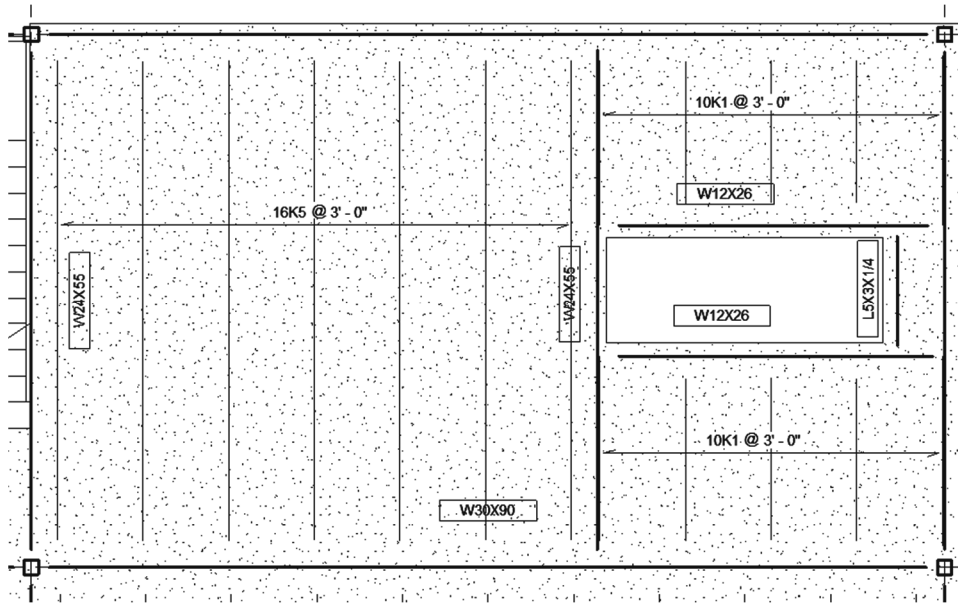 10K1 @ 3' - 0"
W12X26
16K5 @ 3' - 0"
W24X55
W24X55
L5X3X1/4
W12X26
10K1 @ 3' - 0"
W30X90